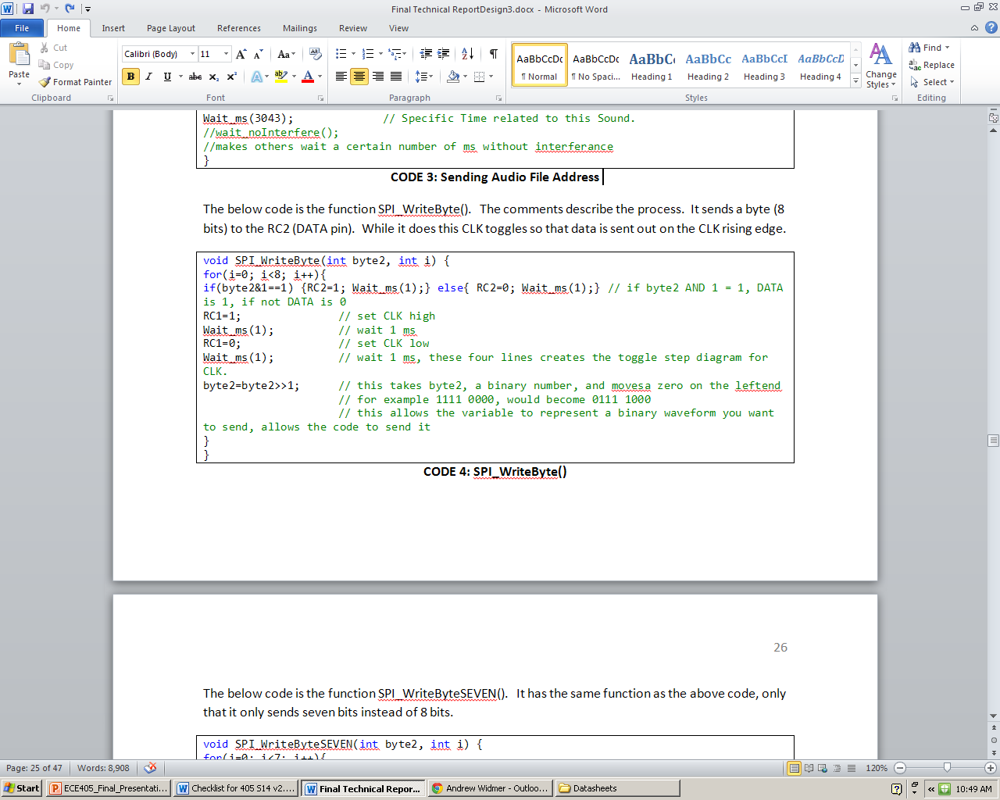 Final Technical ReportDesign3.docx - Microsoft Word
File Home Insert Page Layout References Mailings Review View
Paste
Cut
Copy
Format Painter
Clipboard
Calibri (Body) 11
Font
Paragraph
AaBbCcDc AaBbCcDc AaBbCc AaBbCc AaBbCcI AaBbCcD
¶ Normal ¶ No Spaci... Heading 1 Heading 2 Heading 3 Heading 4
Change Styles
Styles
Find
Replace
Select
Editing
Wait_ms(3043); // Specific Time related to this Sound.
//wait_noInterfere();
//makes others wait a certain number of ms without interferance
}
CODE 3: Sending Audio File Address
The below code is the function SPI_WriteByte(). The comments describe the process. It sends a byte (8
bits) to the RC2 (DATA pin). While it does this CLK toggles so that data is sent out on the CLK rising edge.
void SPI_WriteByte(int byte2, int i) {
for(i=0; i<8; i++){
if(byte2&1==1) {RC2=1; Wait_ms(1);} else{ RC2=0; Wait_ms(1);} // if byte2 AND 1 = 1, DATA
is 1, if not DATA is 0
RC1=1; // set CLK high
Wait_ms(1); // wait 1 ms
RC1=0; // set CLK low
Wait_ms(1); // wait 1 ms, these four lines creates the toggle step diagram for
CLK.
byte2=byte2>>1; // this takes byte2, a binary number, and movesa zero on the leftend
// for example 1111 0000, would become 0111 1000
// this allows the variable to represent a binary waveform you want
to send, allows the code to send it
}
}
CODE 4: SPI_WriteByte()
26
The below code is the function SPI_WriteByteSEVEN(). It has the same function as the above code, only
that it only sends seven bits instead of 8 bits.
void SPI_WriteByteSEVEN(int byte2, int i) {
for(i=0; i<7; i++){
Page: 25 of 47 Words: 8,908 120%
Start ECE405_Final_Presentati... Checklist for 405 S14 v2.... Final Technical Repor... Andrew Widmer - Outloo... Datasheets 10:49 AM